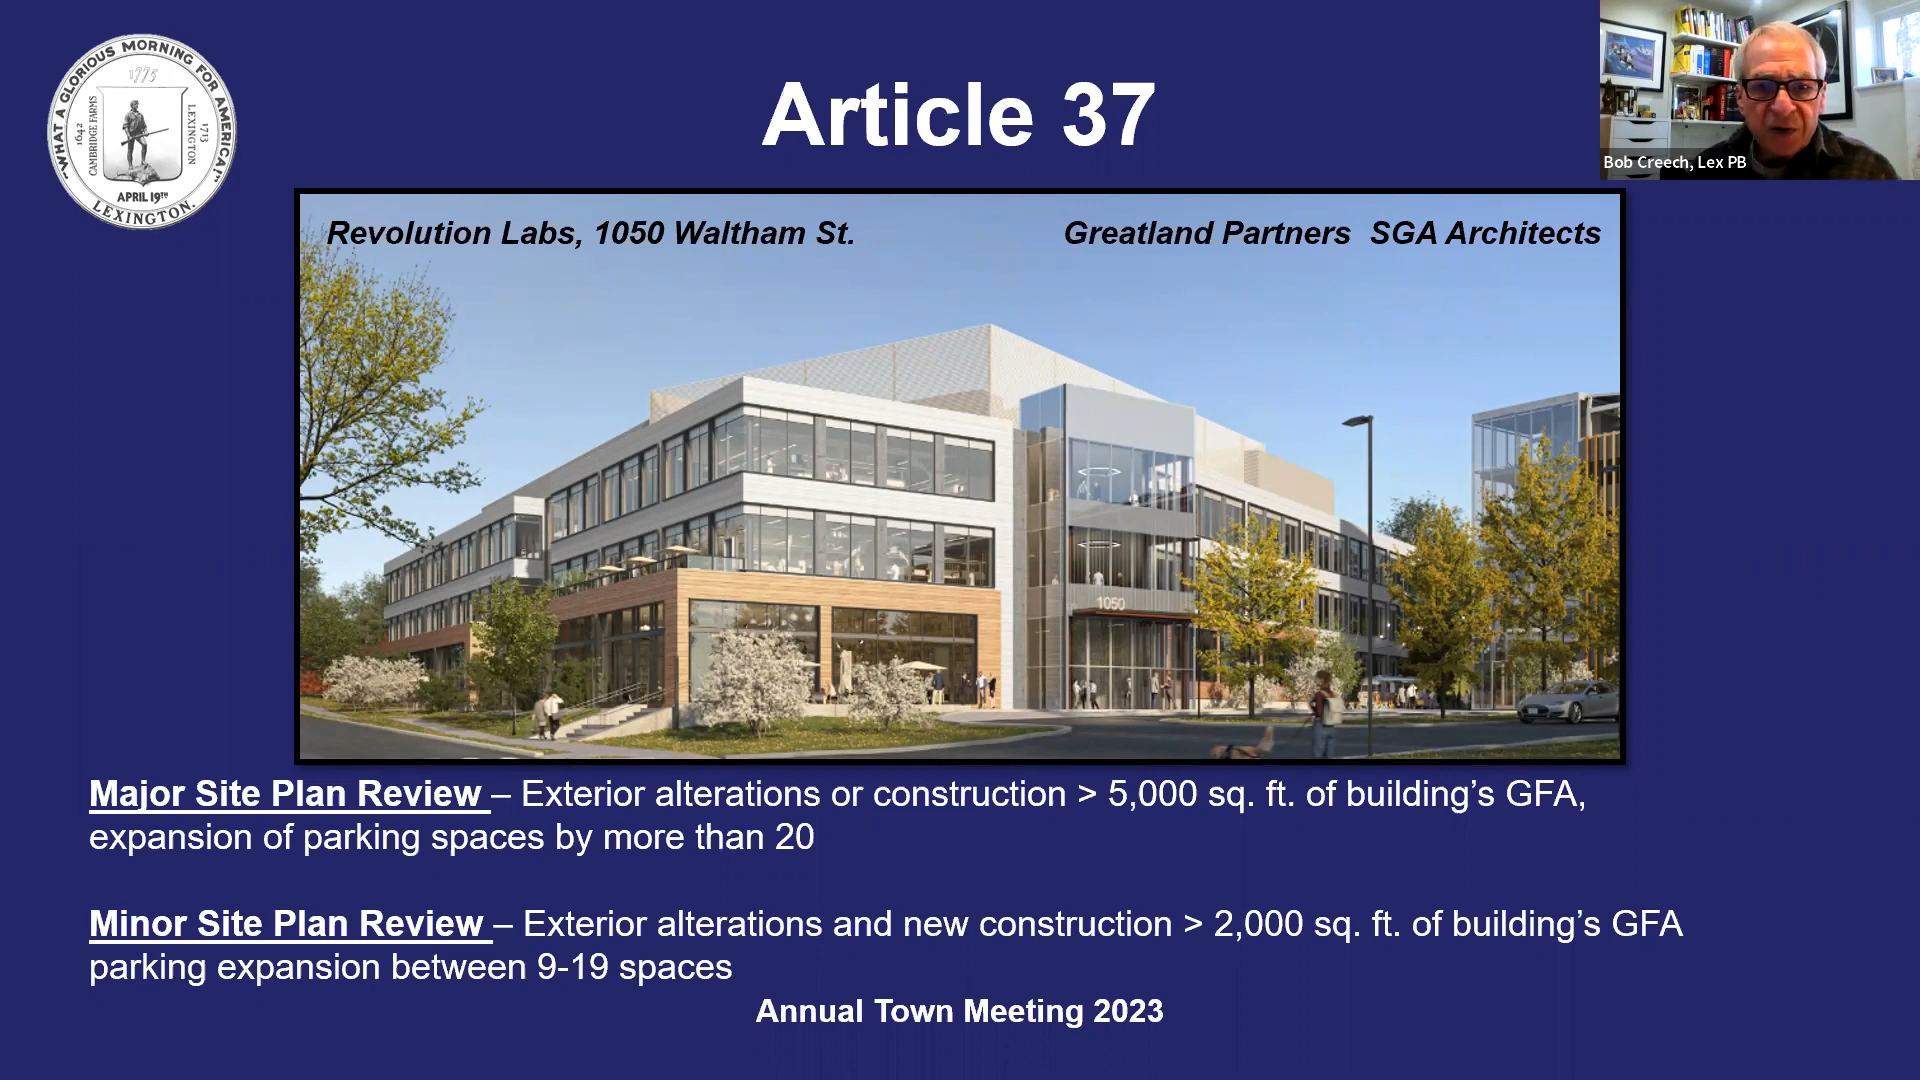 "WHAT A GLORIOUS MORNING FOR AMERICA!"
1775
1642
CAMBRIDGE FARMS
1713
LEXINGTON
APRIL 19TH
LEXINGTON.
Article 37
Bob Creech, Lex PB
Revolution Labs, 1050 Waltham St.
Greatland Partners SGA Architects
1050
Major Site Plan Review – Exterior alterations or construction > 5,000 sq. ft. of building’s GFA,
expansion of parking spaces by more than 20
Minor Site Plan Review – Exterior alterations and new construction > 2,000 sq. ft. of building’s GFA
parking expansion between 9-19 spaces
Annual Town Meeting 2023